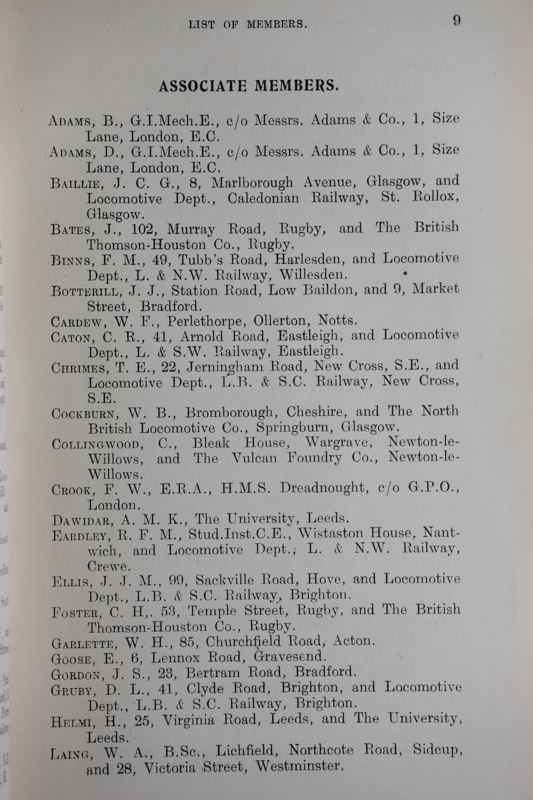 LIST OF MEMBERS.
9
ASSOCIATE MEMBERS.
ADAMS, B., G.I.Mech.E., c/o Messrs. Adams & Co., 1, Size
Lane, London, E.C.
ADAMS, D., G.I.Mech.E., c/o Messrs. Adams & Co., 1, Size
Lane, London, E.C.
BAILLIE, J. C. G., 8, Marlborough Avenue, Glasgow, and
Locomotive Dept., Caledonian Railway, St. Rollox,
Glasgow.
BATES, J., 102, Murray Road, Rugby, and The British
Thomson-Houston Co., Rugby.
BINNS, F. M., 49, Tubb's Road, Harlesden, and Locomotive
Dept., L. & N.W. Railway, Willesden.
BOTTERILL, J. J., Station Road, Low Baildon, and 9, Market
Street, Bradford.
CARDEW, W. F., Perlethorpe, Ollerton, Notts.
CATON, C. R., 41, Arnold Road, Eastleigh, and Locomotive
Dept., L. & S.W. Railway, Eastleigh.
CHRIMES, T. E., 22, Jerningham Road, New Cross, S.E., and
Locomotive Dept., L.B. & S.C. Railway, New Cross,
S.E.
COCKBURN, W. B., Bromborough, Cheshire, and The North
British Locomotive Co., Springburn, Glasgow.
COLLINGWOOD, C., Bleak House, Wargrave, Newton-le-
Willows, and The Vulcan Foundry Co., Newton-le-
Willows.
CROOK, F. W., E.R.A., H.M.S. Dreadnought, c/o G.P.O.,
London.
DAWIDAR, A. M. K., The University, Leeds.
EARDLEY, R. F. M., Stud.Inst.C.E., Wistaston House, Nant-
wich, and Locomotive Dept., L. & N.W. Railway,
Crewe.
ELLIS, J. J. M., 99, Sackville Road, Hove, and Locomotive
Dept., L.B. & S.C. Railway, Brighton.
FOSTER, C. H,. 53, Temple Street, Rugby, and The British
Thomson-Houston Co., Rugby.
GARLETTE, W. H., 85, Churchfield Road, Acton.
GOOSE, E., 6, Lennox Road, Gravesend.
GORDON, J. S., 23, Bertram Road, Bradford.
GRUBY, D. L., 41, Clyde Road, Brighton, and Locomotive
Dept., L.B. & S.C. Railway, Brighton.
HELMI, H., 25, Virginia Road, Leeds, and The University,
Leeds.
LAING, W. A., B.Sc., Lichfield, Northcote Road, Sidcup,
and 28, Victoria Street, Westminster.